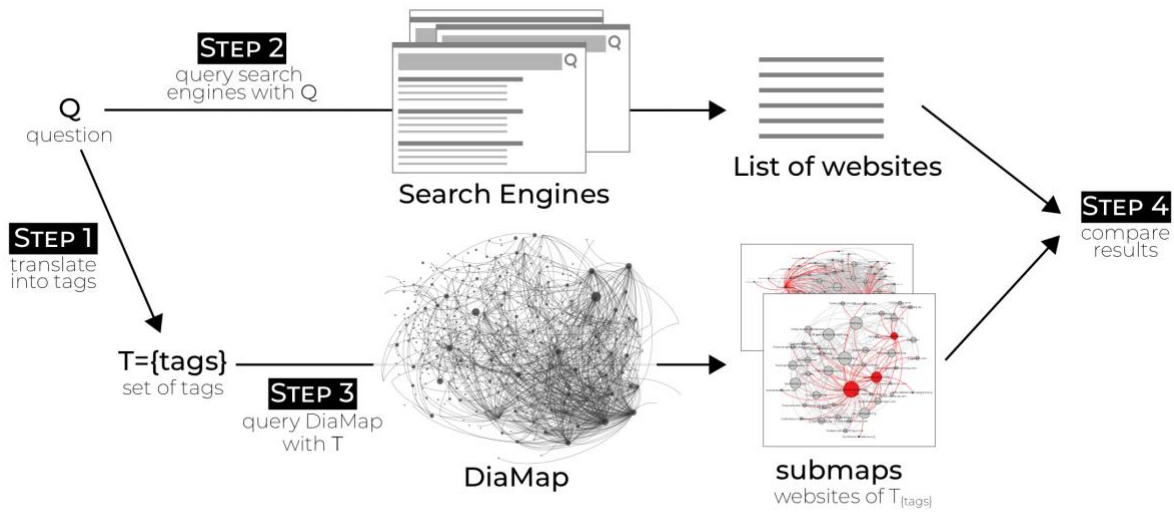 STEP 2
query search
engines with Q
Q
question
Search Engines
List of websites
STEP 1
translate
into tags
STEP 4
compare
results
T={tags}
set of tags
STEP 3
query DiaMap
with T
DiaMap
submaps
websites of T{tags}